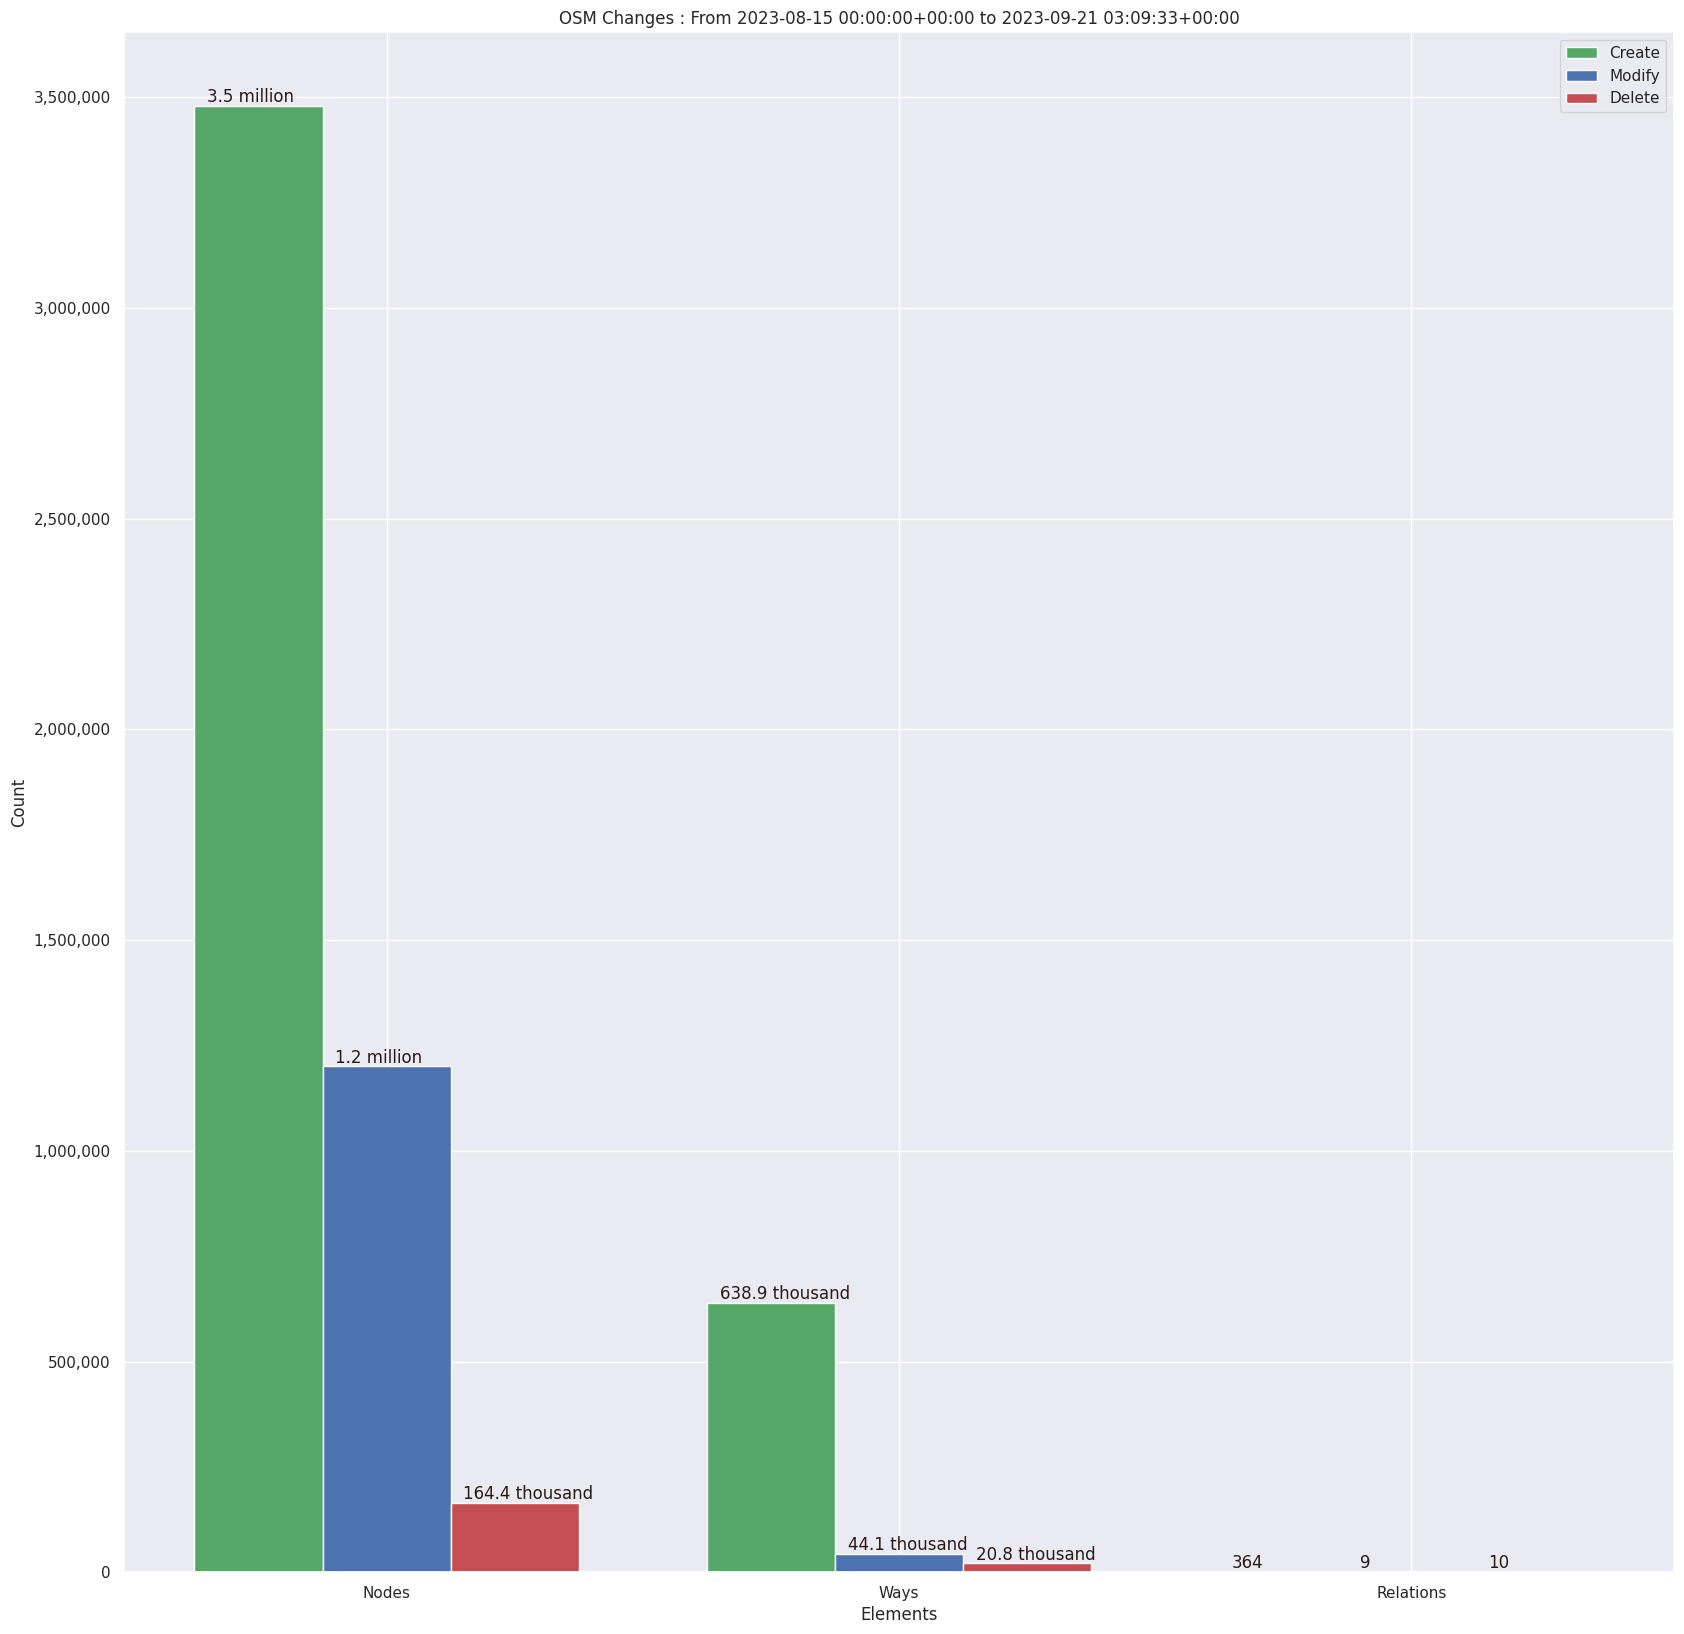 OSM Changes : From 2023-08-15 00:00:00+00:00 to 2023-09-21 03:09:33+00:00
Create
Modify
Delete
3,500,000
3,000,000
2,500,000
2,000,000
1,500,000
1,000,000
500,000
0
Count
3.5 million
1.2 million
164.4 thousand
638.9 thousand
44.1 thousand
20.8 thousand
364
9
10
Nodes
Ways
Relations
Elements